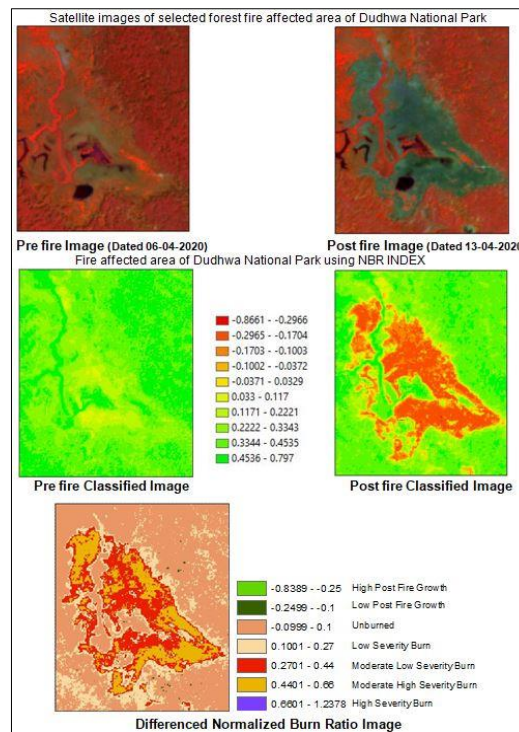 Satellite images of selected forest fire affected area of Dudhwa National Park
Pre fire Image (Dated 06-04-2020)
Post fire Image (Dated 13-04-2020
Fire affected area of Dudhwa National Park using NBR INDEX
-0.8661 - -0.2966
-0.2965 - -0.1704
-0.1703 - -0.1003
-0.1002 - -0.0372
-0.0371 - 0.0329
0.033 - 0.117
0.1171 - 0.2221
0.2222 - 0.3343
0.3344 - 0.4535
0.4536 - 0.797
Pre fire Classified Image
Post fire Classified Image
-0.8389 - -0.25 High Post Fire Growth
-0.2499 - -0.1 Low Post Fire Growth
-0.0999 - 0.1 Unburned
0.1001 - 0.27 Low Severity Burn
0.2701 - 0.44 Moderate Low Severity Burn
0.4401 - 0.66 Moderate High Severity Burn
0.6601 - 1.2378 High Severity Burn
Differenced Normalized Burn Ratio Image